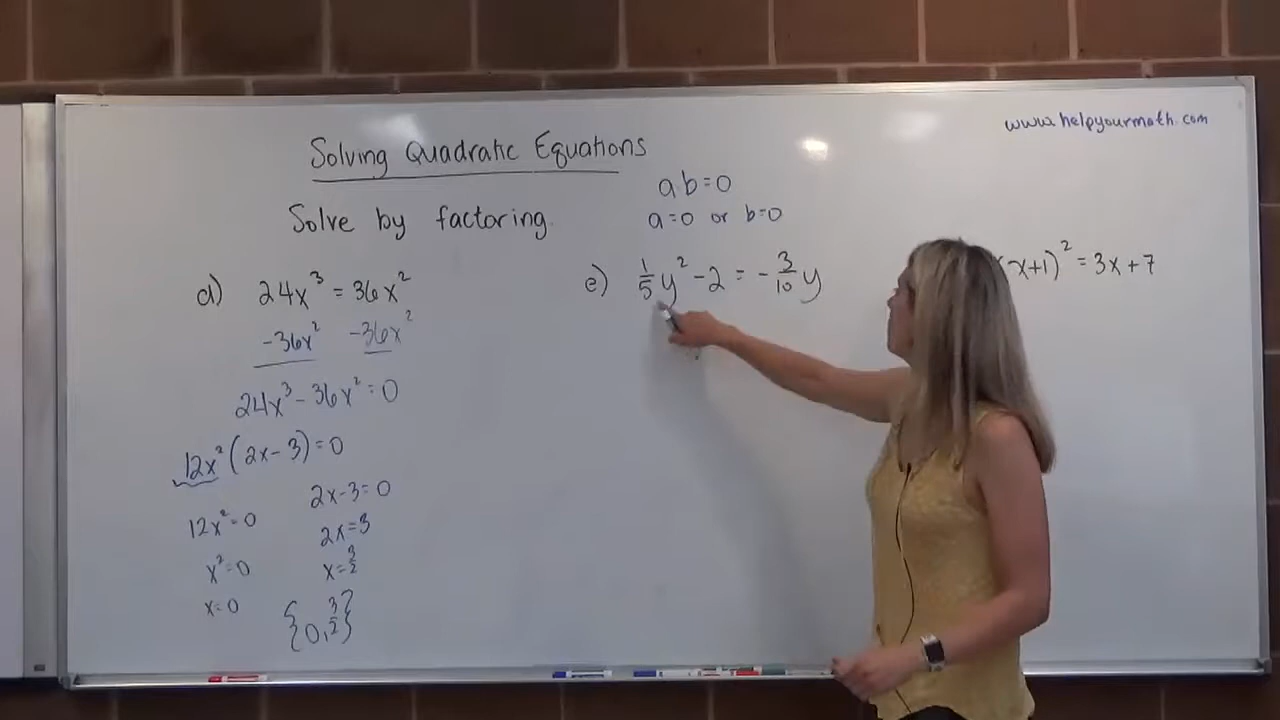 www.helpyourmath.com
Solving Quadratic Equations
Solve by factoring.
ab=0
a=0 or b=0
d) 24x³ = 36x²
-36x² -36x²
24x³ - 36x² = 0
12x²(2x - 3) = 0
12x² = 0
x² = 0
x = 0
2x - 3 = 0
2x = 3
x = 3/2
{0, 3/2}
e) 1/5 y² - 2 = - 3/10 y
x+1)² = 3x + 7